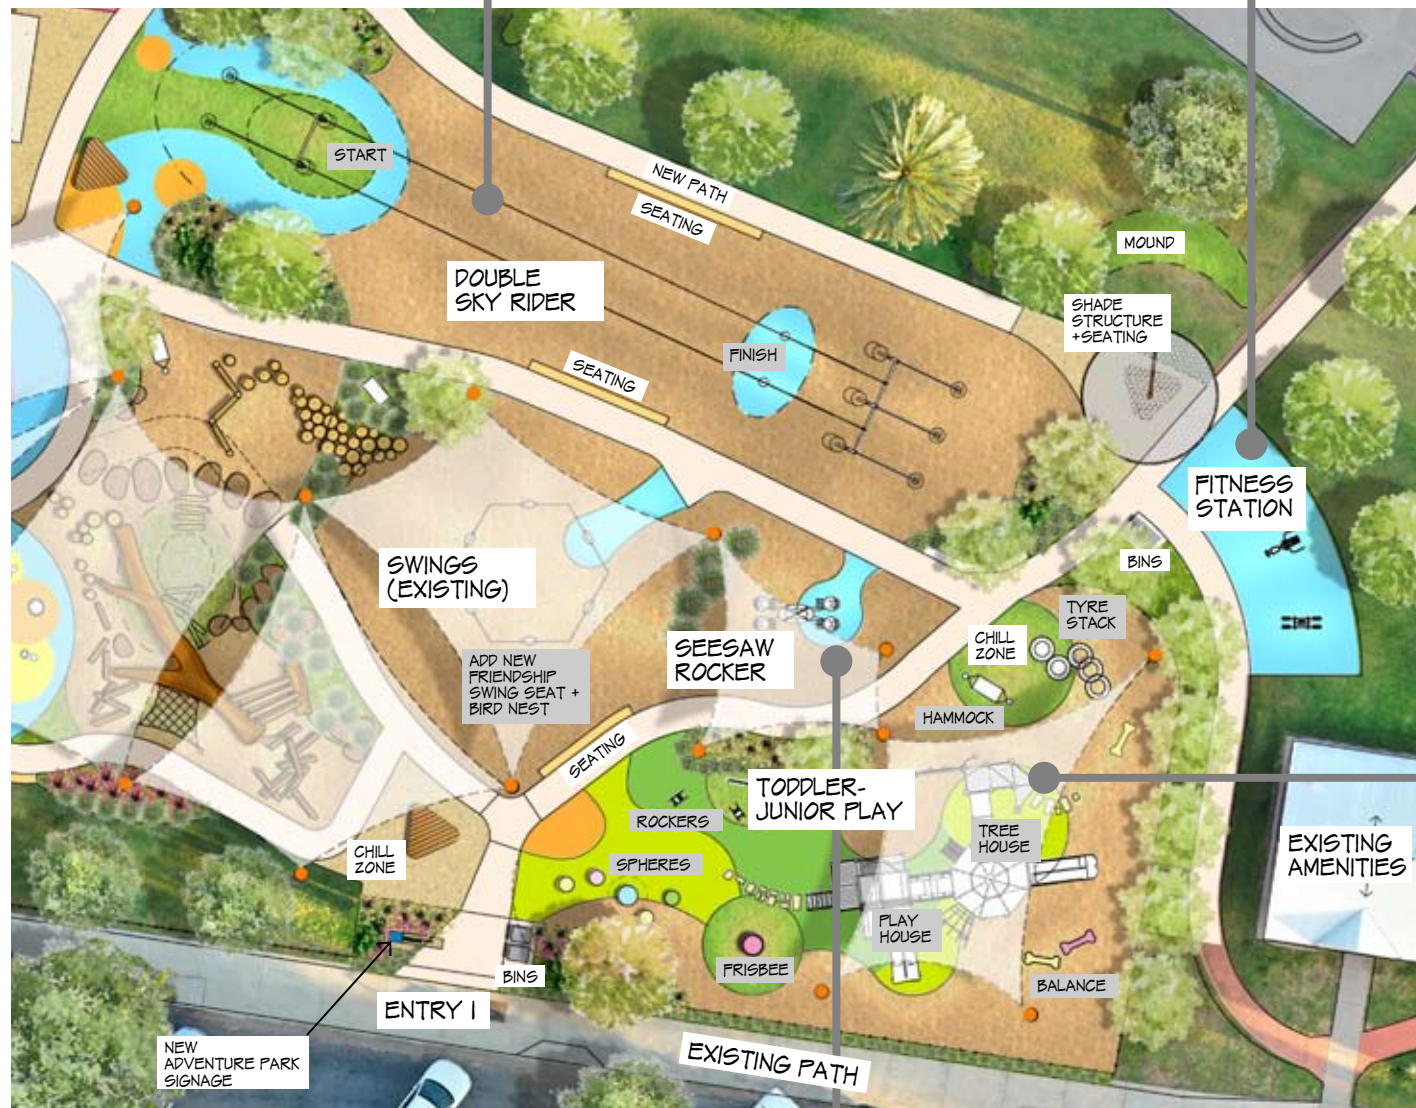 START
NEW PATH
SEATING
MOUND
DOUBLE
SKY RIDER
SHADE
STRUCTURE
+SEATING
FINISH
SEATING
FITNESS
STATION
SWINGS
(EXISTING)
BINS
TYRE
STACK
CHILL
ZONE
SEESAW
ROCKER
ADD NEW
FRIENDSHIP
SWING SEAT +
BIRD NEST
HAMMOCK
SEATING
TODDLER-
JUNIOR PLAY
ROCKERS
TREE
HOUSE
EXISTING
AMENITIES
CHILL
ZONE
SPHERES
PLAY
HOUSE
FRISBEE
BINS
BALANCE
ENTRY 1
NEW
ADVENTURE PARK
SIGNAGE
EXISTING PATH